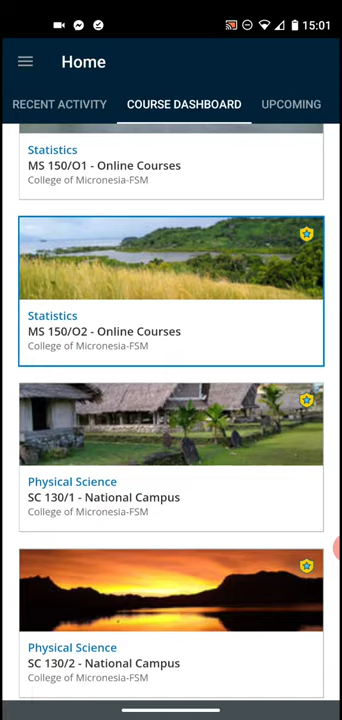 15:01
Home
RECENT ACTIVITY COURSE DASHBOARD UPCOMING
Statistics
MS 150/O1 - Online Courses
College of Micronesia-FSM
Statistics
MS 150/O2 - Online Courses
College of Micronesia-FSM
Physical Science
SC 130/1 - National Campus
College of Micronesia-FSM
Physical Science
SC 130/2 - National Campus
College of Micronesia-FSM